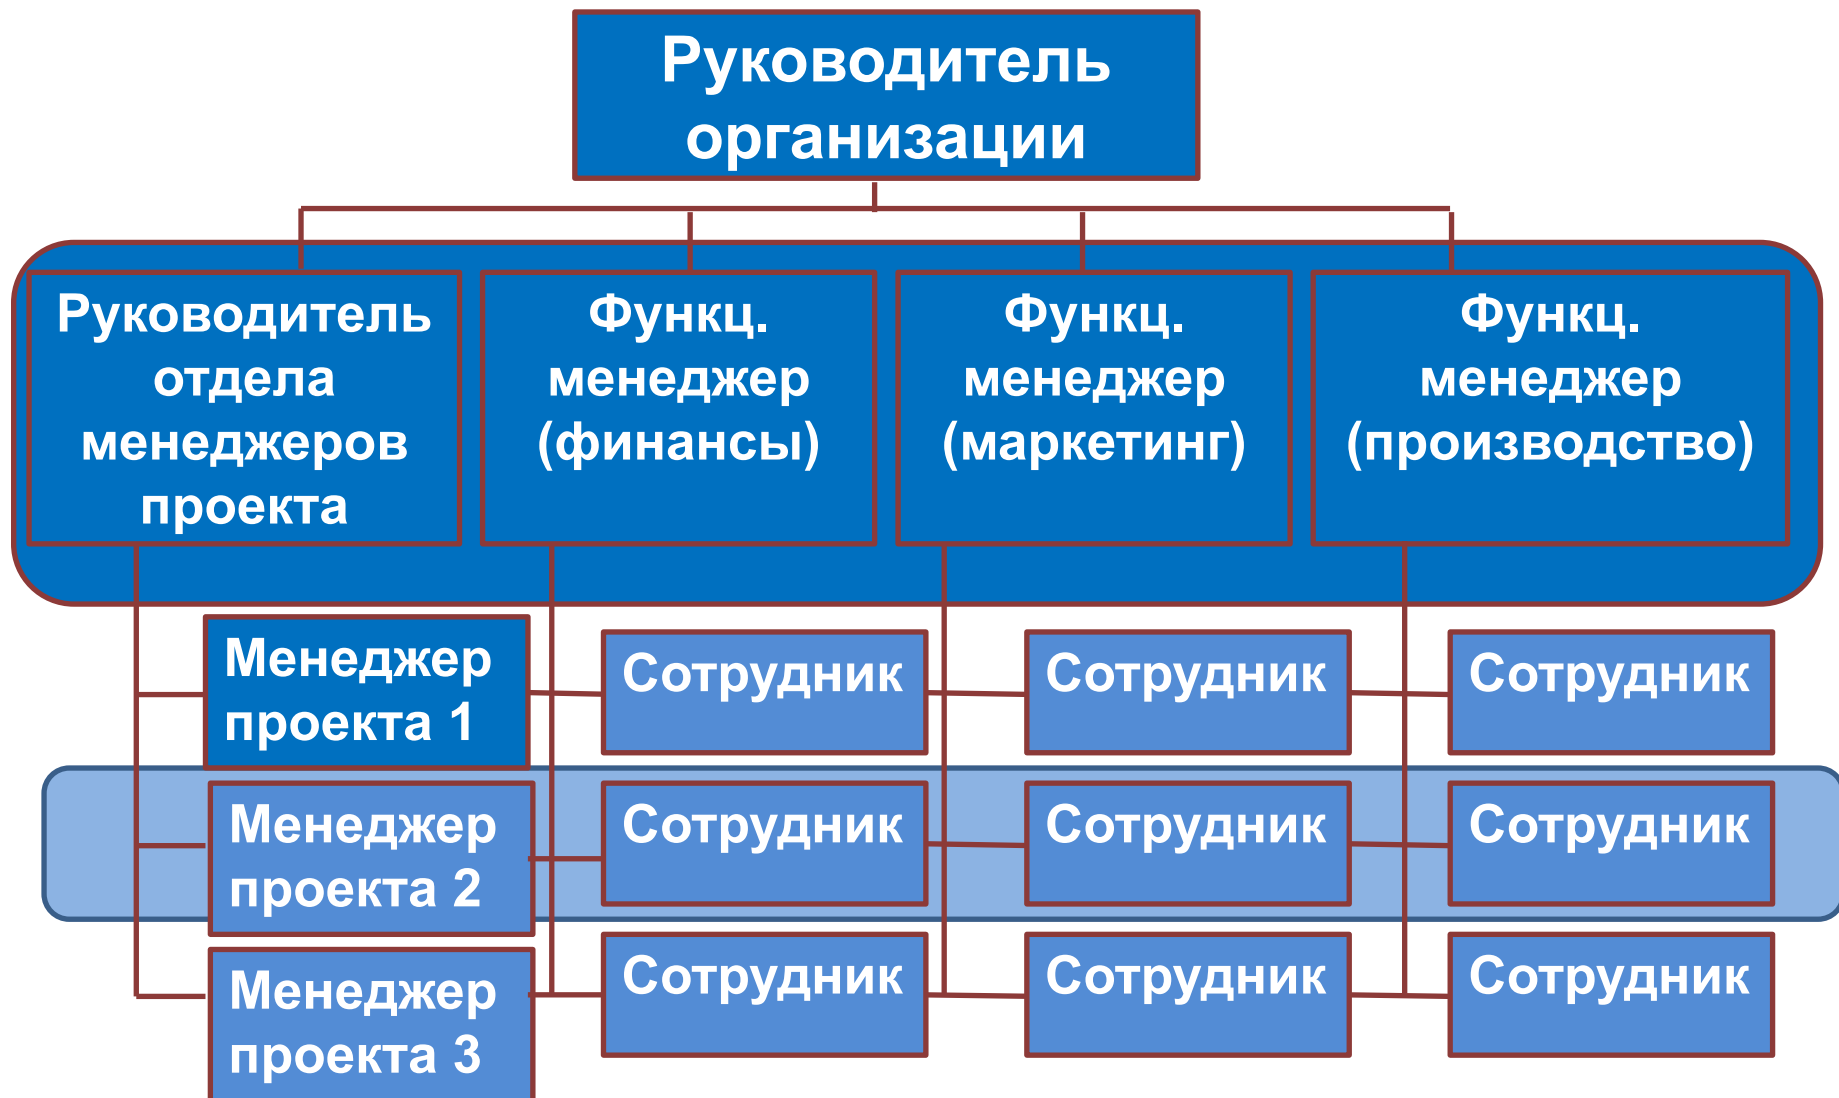 Руководитель
организации
Руководитель
отдела
менеджеров
проекта
Функц.
менеджер
(финансы)
Функц.
менеджер
(маркетинг)
Функц.
менеджер
(производство)
Менеджер
проекта 1
Сотрудник
Сотрудник
Сотрудник
Менеджер
проекта 2
Сотрудник
Сотрудник
Сотрудник
Менеджер
проекта 3
Сотрудник
Сотрудник
Сотрудник